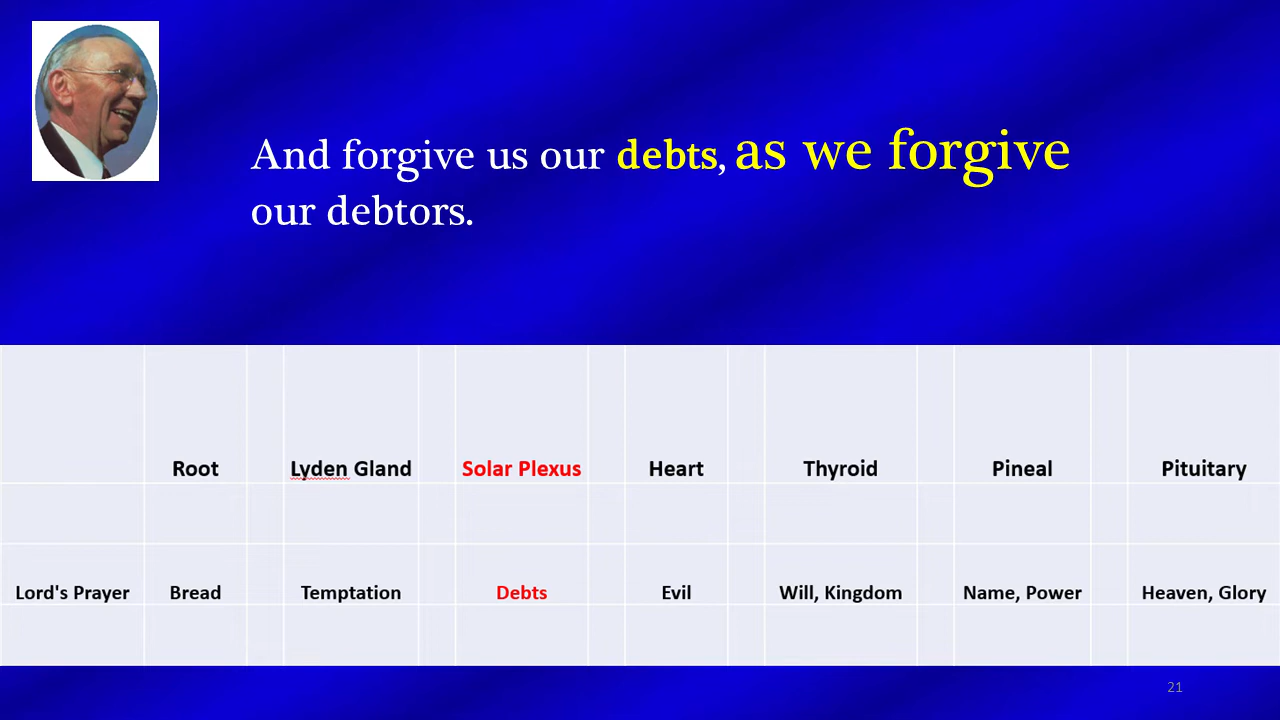 And forgive us our debts, as we forgive
our debtors.
Root Lyden Gland Solar Plexus Heart Thyroid Pineal Pituitary
Lord's Prayer Bread Temptation Debts Evil Will, Kingdom Name, Power Heaven, Glory
21